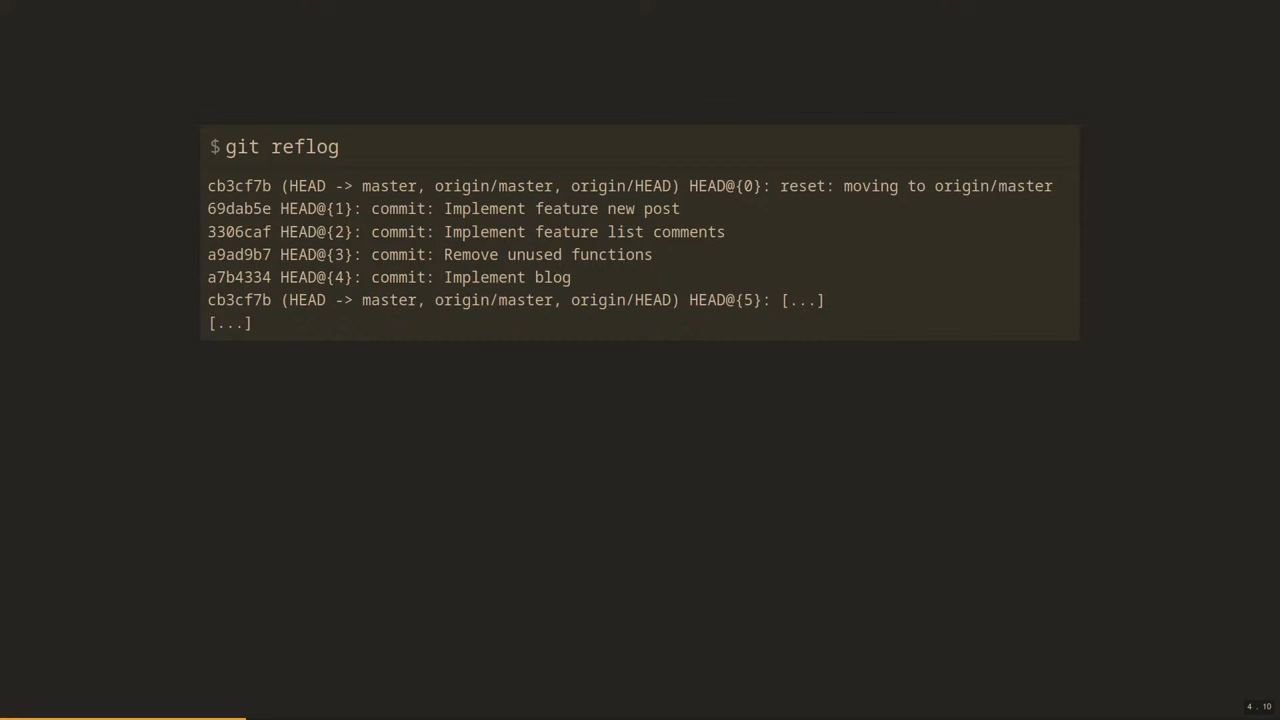 $ git reflog
cb3cf7b (HEAD -> master, origin/master, origin/HEAD) HEAD@{0}: reset: moving to origin/master
69dab5e HEAD@{1}: commit: Implement feature new post
3306caf HEAD@{2}: commit: Implement feature list comments
a9ad9b7 HEAD@{3}: commit: Remove unused functions
a7b4334 HEAD@{4}: commit: Implement blog
cb3cf7b (HEAD -> master, origin/master, origin/HEAD) HEAD@{5}: [...]
[...]
4 . 10